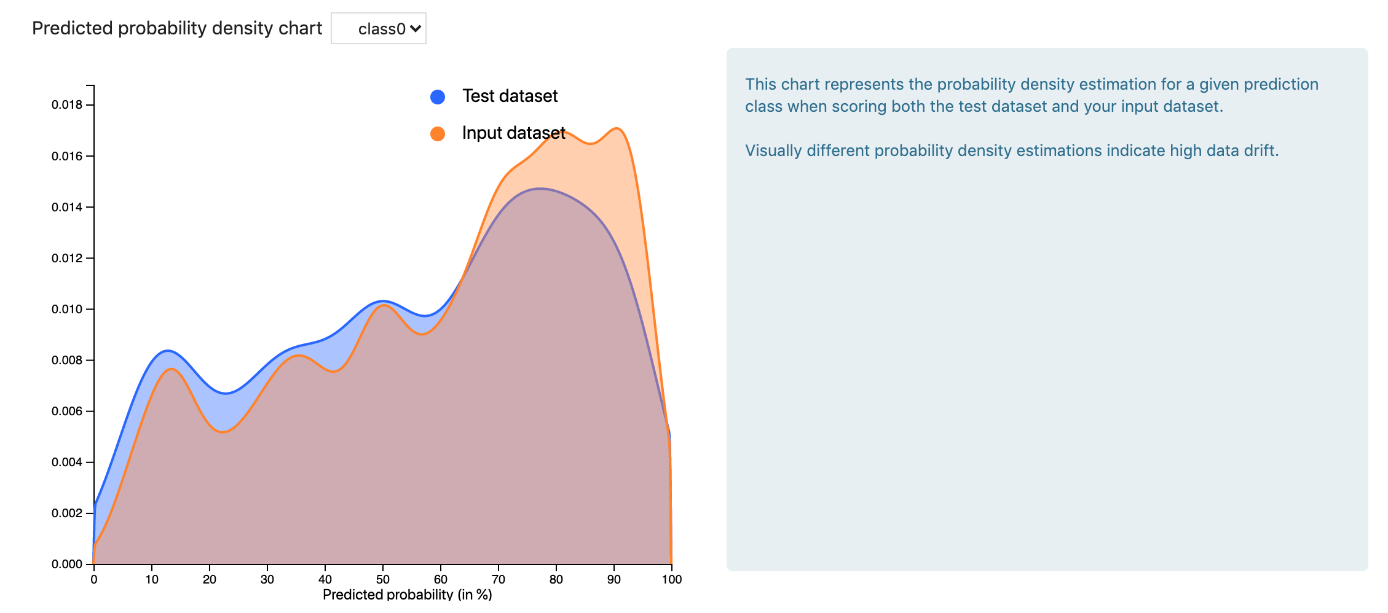 Predicted probability density chart class0
This chart represents the probability density estimation for a given prediction
class when scoring both the test dataset and your input dataset.
Visually different probability density estimations indicate high data drift.
Test dataset
Input dataset
0.018
0.016
0.014
0.012
0.010
0.008
0.006
0.004
0.002
0.000
0 10 20 30 40 50 60 70 80 90 100
Predicted probability (in %)